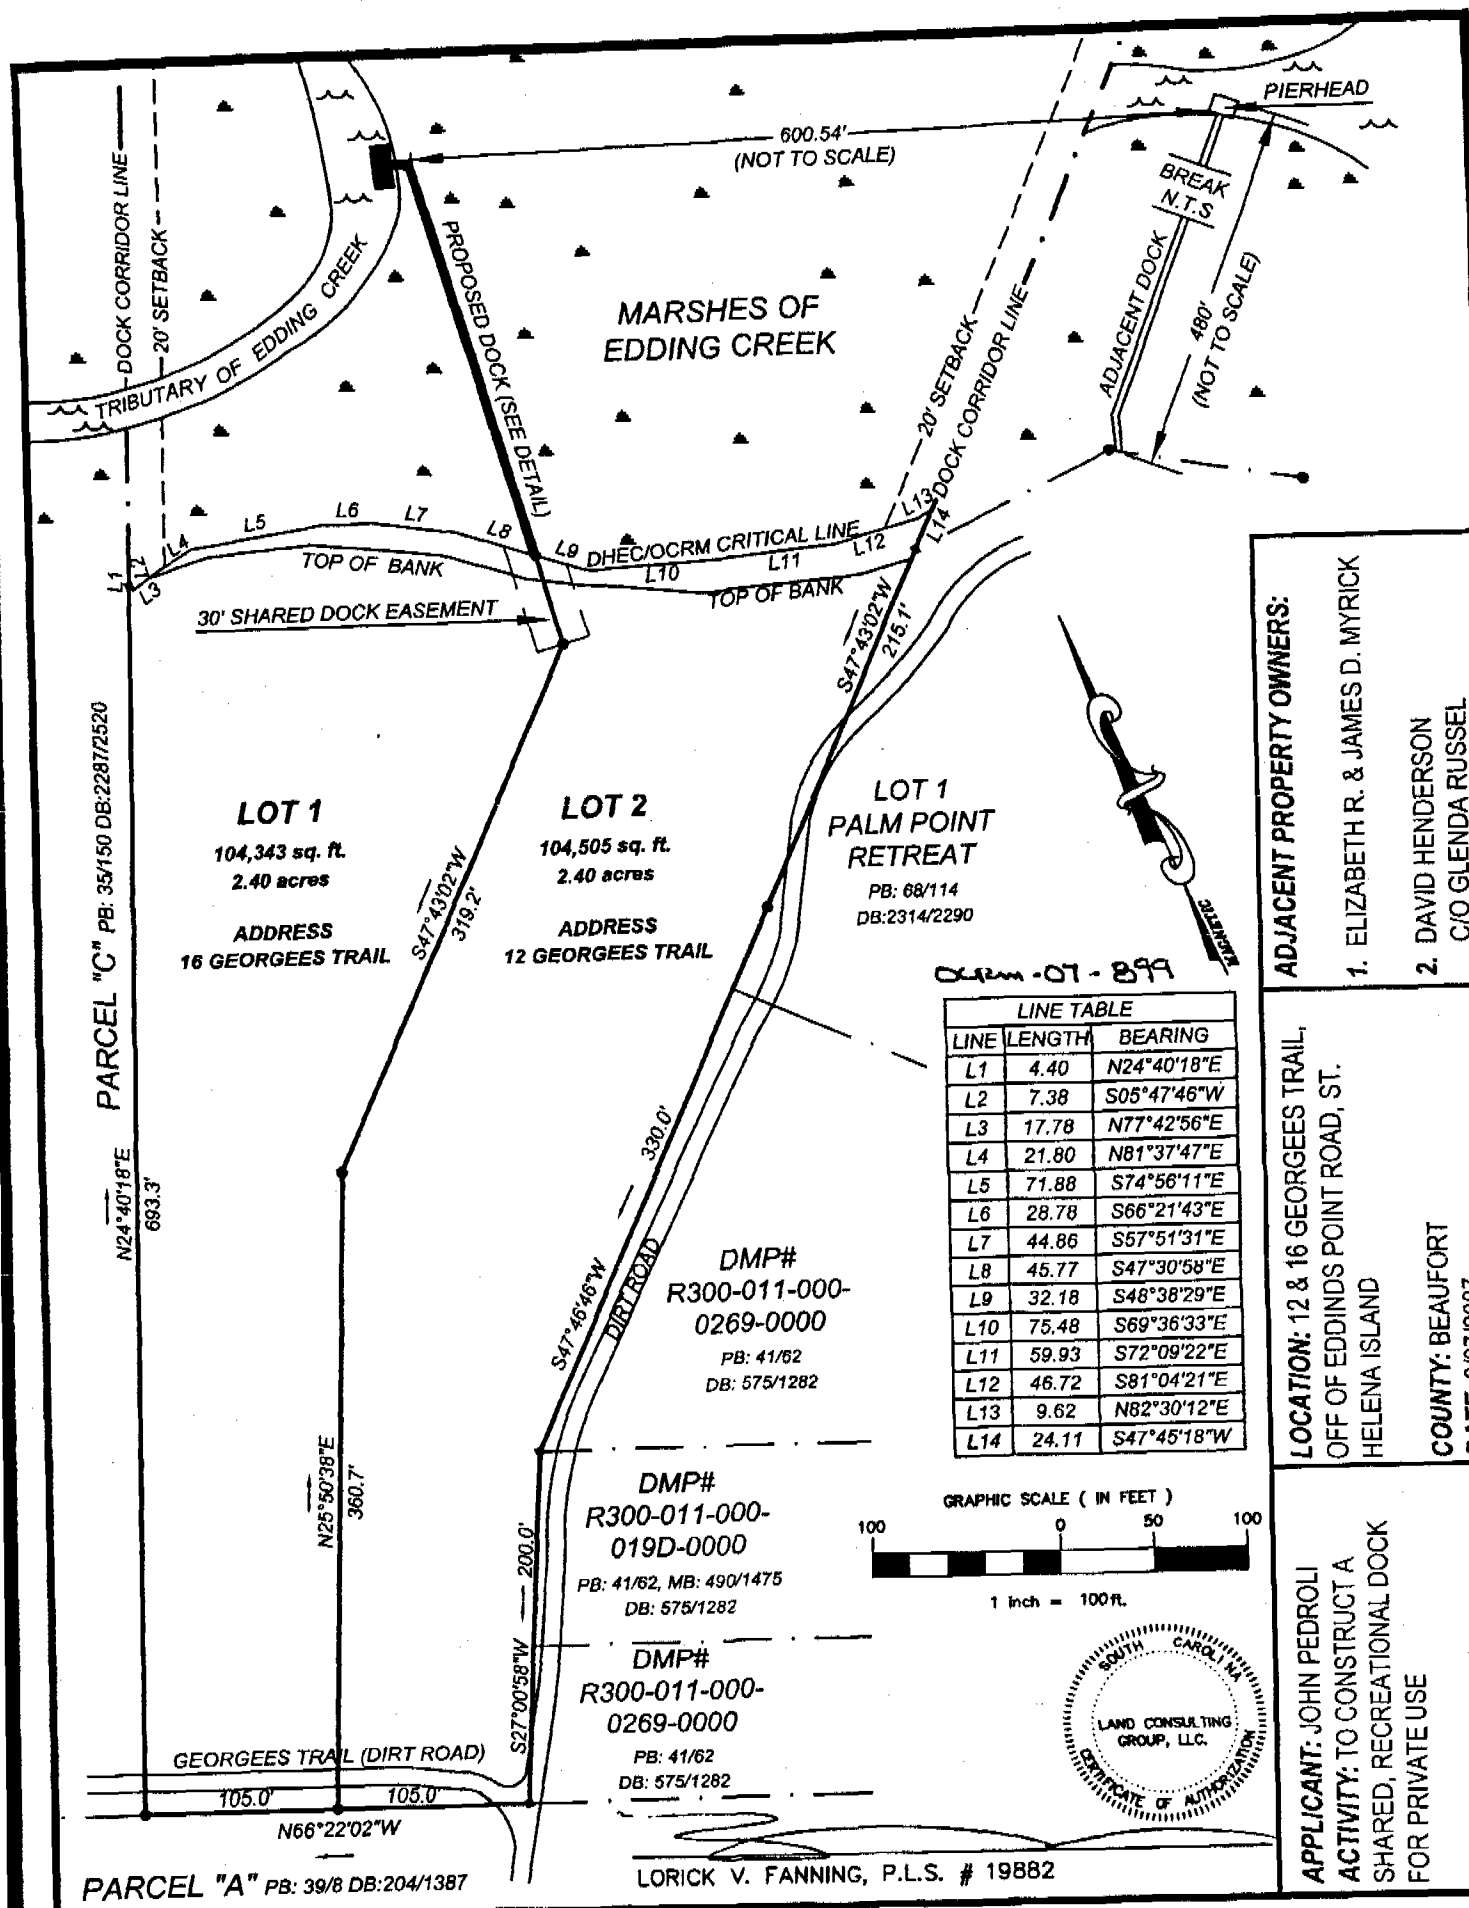 PIERHEAD
600.54'
(NOT TO SCALE)
BREAK
N.T.S
DOCK CORRIDOR LINE
20' SETBACK
TRIBUTARY OF EDDING CREEK
PROPOSED DOCK (SEE DETAIL)
MARSHES OF
EDDING CREEK
20' SETBACK
DOCK CORRIDOR LINE
ADJACENT DOCK
480'
(NOT TO SCALE)
L1
L2
L3
L4
L5
L6
L7
L8
L9
DHEC/OCRM CRITICAL LINE
L10
L11
L12
L13
L14
TOP OF BANK
TOP OF BANK
30' SHARED DOCK EASEMENT
S47°43'02"W
215.1'
PARCEL "C" PB: 35/150 DB:2287/2520
N24°40'18"E
693.3'
LOT 1
104,343 sq. ft.
2.40 acres
ADDRESS
16 GEORGEES TRAIL
S47°43'02"W
319.2'
LOT 2
104,505 sq. ft.
2.40 acres
ADDRESS
12 GEORGEES TRAIL
LOT 1
PALM POINT
RETREAT
PB: 68/114
DB:2314/2290
MAGNETIC
-07-899
LINE TABLE
LINE LENGTH BEARING
L1 4.40 N24°40'18"E
L2 7.38 S05°47'46"W
L3 17.78 N77°42'56"E
L4 21.80 N81°37'47"E
L5 71.88 S74°56'11"E
L6 28.78 S66°21'43"E
L7 44.86 S57°51'31"E
L8 45.77 S47°30'58"E
L9 32.18 S48°38'29"E
L10 75.48 S69°36'33"E
L11 59.93 S72°09'22"E
L12 46.72 S81°04'21"E
L13 9.62 N82°30'12"E
L14 24.11 S47°45'18"W
330.0'
S47°46'46"W
DIRT ROAD
DMP#
R300-011-000-
0269-0000
PB: 41/62
DB: 575/1282
N25°50'38"E
360.7'
DMP#
R300-011-000-
019D-0000
PB: 41/62, MB: 490/1475
DB: 575/1282
S27°00'58"W
200.0'
DMP#
R300-011-000-
0269-0000
PB: 41/62
DB: 575/1282
GRAPHIC SCALE ( IN FEET )
100 0 50 100
1 inch = 100 ft.
SOUTH CAROLINA
LAND CONSULTING
GROUP, LLC.
CERTIFICATE OF AUTHORIZATION
GEORGEES TRAIL (DIRT ROAD)
105.0' 105.0'
N66°22'02"W
PARCEL "A" PB: 39/8 DB:204/1387
LORICK V. FANNING, P.L.S. # 19882
ADJACENT PROPERTY OWNERS:
1. ELIZABETH R. & JAMES D. MYRICK
2. DAVID HENDERSON
C/O GLENDA RUSSEL
LOCATION: 12 & 16 GEORGEES TRAIL,
OFF OF EDDINDS POINT ROAD, ST.
HELENA ISLAND
COUNTY: BEAUFORT
APPLICANT: JOHN PEDROLI
ACTIVITY: TO CONSTRUCT A
SHARED, RECREATIONAL DOCK
FOR PRIVATE USE